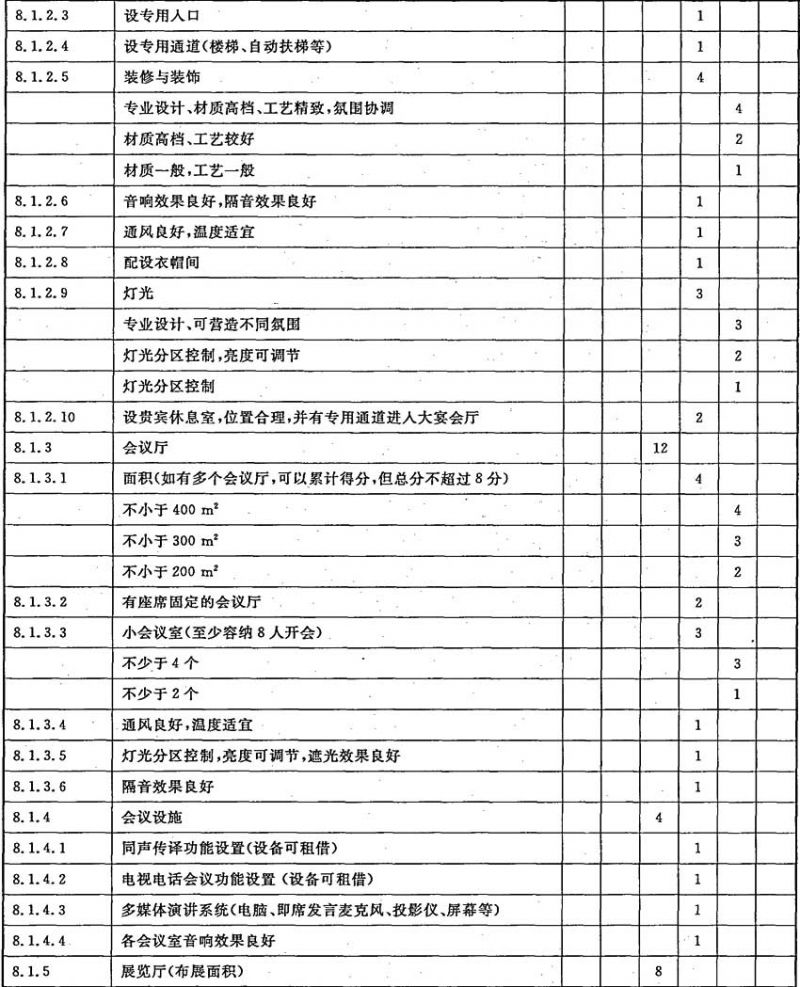 8.1.2.3 设专用入口 1
8.1.2.4 设专用通道(楼梯、自动扶梯等) 1
8.1.2.5 装修与装饰 4
专业设计、材质高档、工艺精致,氛围协调 4
材质高档、工艺较好 2
材质一般,工艺一般 1
8.1.2.6 音响效果良好,隔音效果良好 1
8.1.2.7 通风良好,温度适宜 1
8.1.2.8 配设衣帽间 1
8.1.2.9 灯光 3
专业设计、可营造不同氛围 3
灯光分区控制,亮度可调节 2
灯光分区控制 1
8.1.2.10 设贵宾休息室,位置合理,并有专用通道进入大宴会厅 2
8.1.3 会议厅 12
8.1.3.1 面积(如有多个会议厅,可以累计得分,但总分不超过8分) 4
不小于400 m² 4
不小于300 m² 3
不小于200 m² 2
8.1.3.2 有座席固定的会议厅 2
8.1.3.3 小会议室(至少容纳8人开会) 3
不少于4个 3
不少于2个 1
8.1.3.4 通风良好,温度适宜 1
8.1.3.5 灯光分区控制,亮度可调节,遮光效果良好 1
8.1.3.6 隔音效果良好 1
8.1.4 会议设施 4
8.1.4.1 同声传译功能设置(设备可租借) 1
8.1.4.2 电视电话会议功能设置(设备可租借) 1
8.1.4.3 多媒体演讲系统(电脑、即席发言麦克风、投影仪、屏幕等) 1
8.1.4.4 各会议室音响效果良好 1
8.1.5 展览厅(布展面积) 8